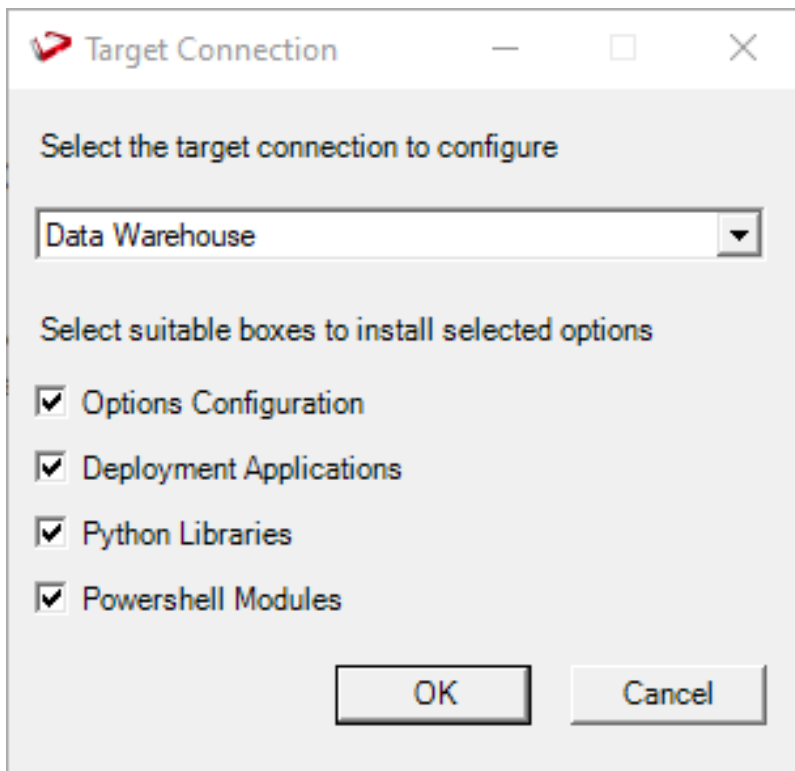 Target Connection
Select the target connection to configure
Data Warehouse
Select suitable boxes to install selected options
Options Configuration
Deployment Applications
Python Libraries
Powershell Modules
OK Cancel